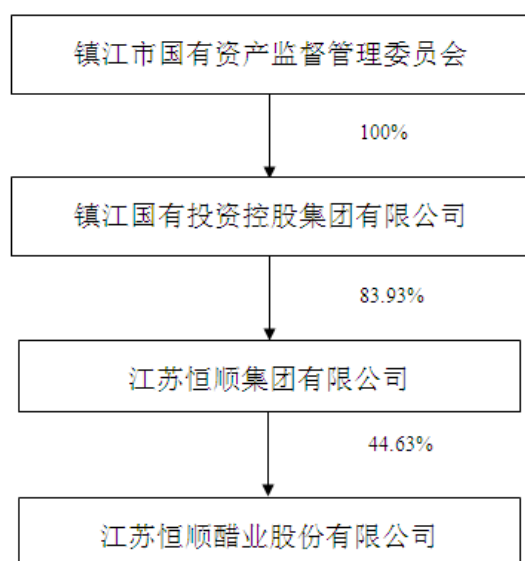 镇江市国有资产监督管理委员会
100%
镇江国有投资控股集团有限公司
83.93%
江苏恒顺集团有限公司
44.63%
江苏恒顺醋业股份有限公司